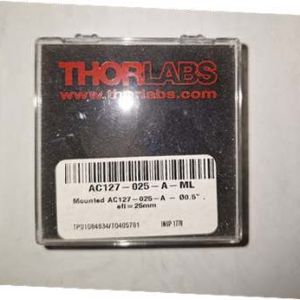 THORLABS
www.thorlabs.com
AC127-025-A-ML
Mounted AC127-025-A - Ø0.5",
efl=25mm